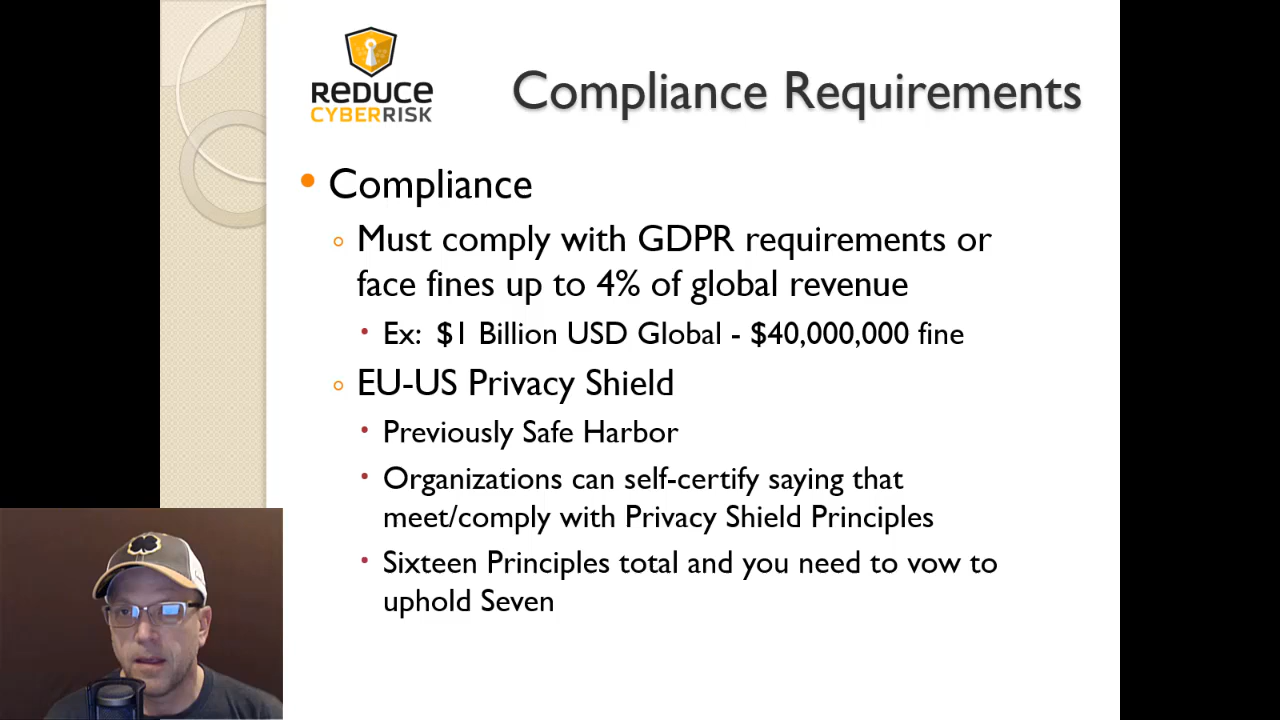 REDUCE
CYBERRISK
Compliance Requirements
Compliance
Must comply with GDPR requirements or
face fines up to 4% of global revenue
Ex: $1 Billion USD Global - $40,000,000 fine
EU-US Privacy Shield
Previously Safe Harbor
Organizations can self-certify saying that
meet/comply with Privacy Shield Principles
Sixteen Principles total and you need to vow to
uphold Seven